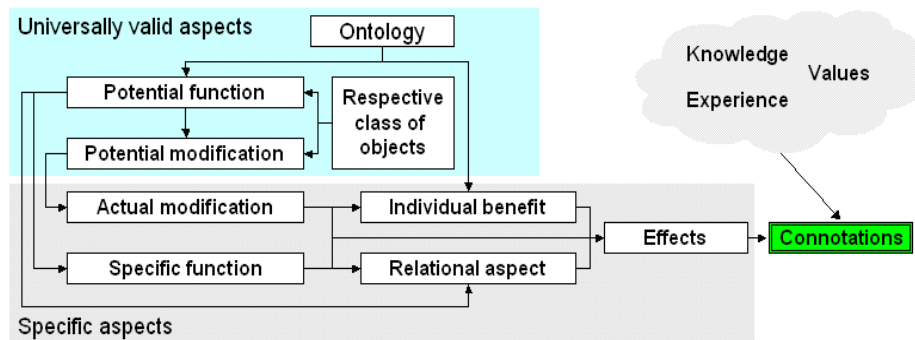 Universally valid aspects
Ontology
Knowledge
Values
Experience
Potential function
Respective
class of
objects
Potential modification
Actual modification
Individual benefit
Effects
Connotations
Specific function
Relational aspect
Specific aspects